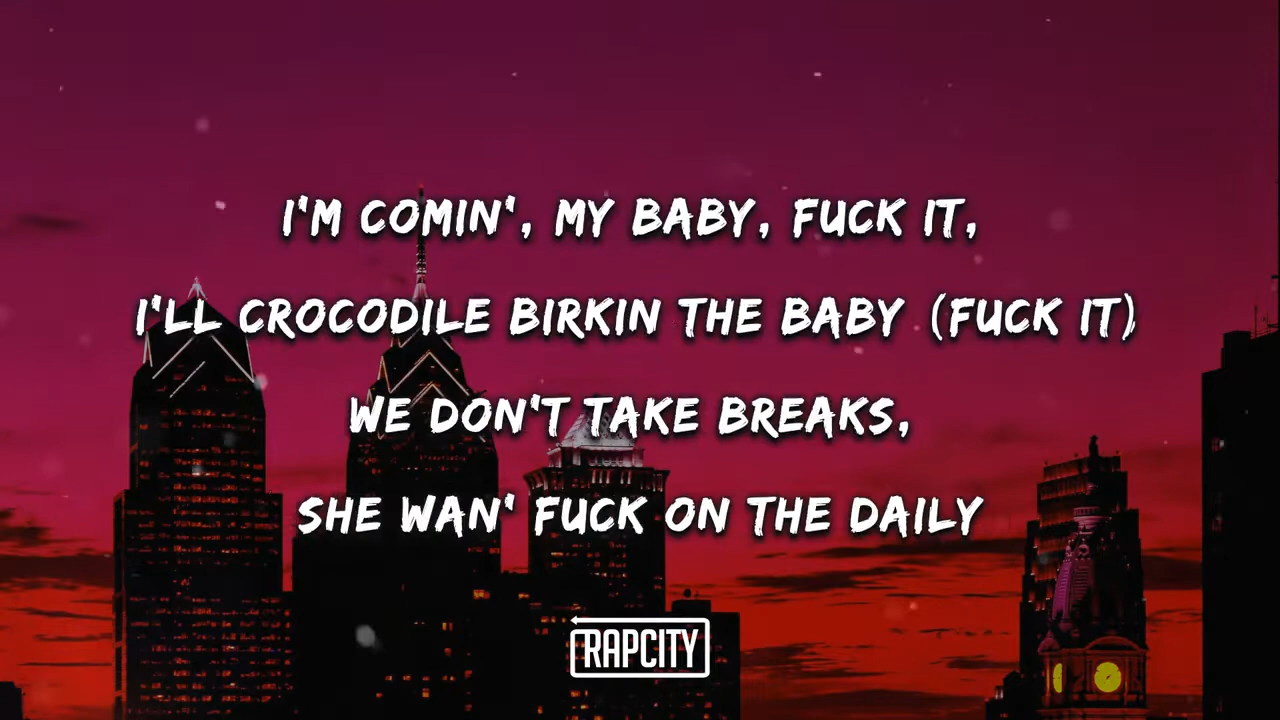 I'M COMIN', MY BABY, FUCK IT,
I'LL CROCODILE BIRKIN THE BABY (FUCK IT)
WE DON'T TAKE BREAKS,
SHE WAN' FUCK ON THE DAILY
RAPCITY